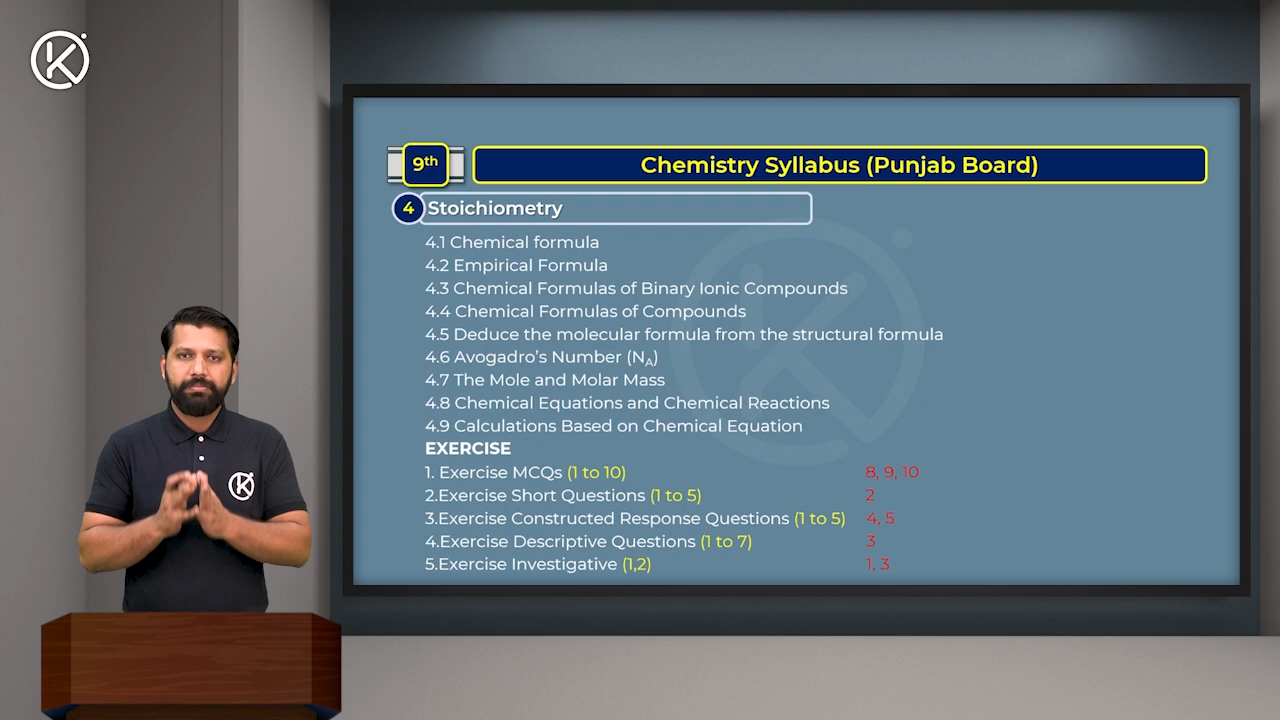 9th
Chemistry Syllabus (Punjab Board)
4 Stoichiometry
4.1 Chemical formula
4.2 Empirical Formula
4.3 Chemical Formulas of Binary Ionic Compounds
4.4 Chemical Formulas of Compounds
4.5 Deduce the molecular formula from the structural formula
4.6 Avogadro's Number (NA)
4.7 The Mole and Molar Mass
4.8 Chemical Equations and Chemical Reactions
4.9 Calculations Based on Chemical Equation
EXERCISE
1. Exercise MCQs (1 to 10) 8, 9, 10
2.Exercise Short Questions (1 to 5) 2
3.Exercise Constructed Response Questions (1 to 5) 4, 5
4.Exercise Descriptive Questions (1 to 7) 3
5.Exercise Investigative (1,2) 1, 3